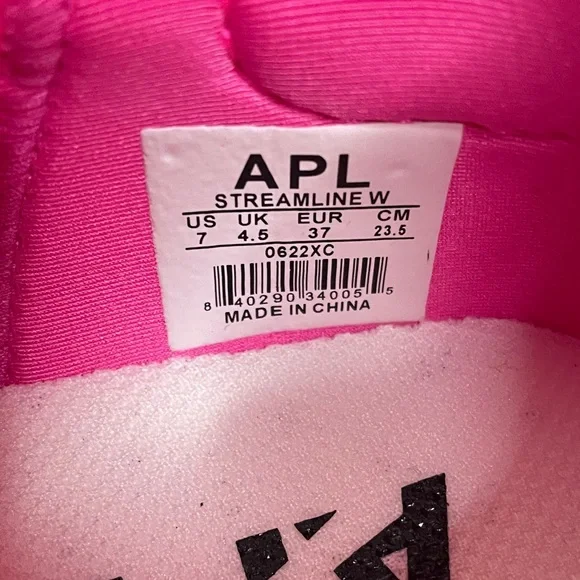 APL
STREAMLINE W
US UK EUR CM
7 4.5 37 23.5
0622XC
8 40290 34005 5
MADE IN CHINA